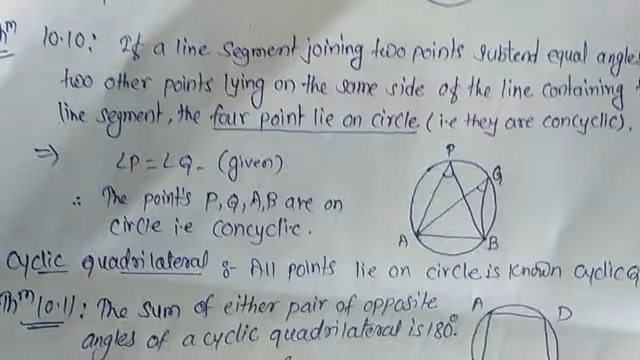 Thm 10.10: If a line segment joining two points subtend equal angles
two other points lying on the same side of the line containing
line segment, the four point lie on circle (i.e they are concyclic).
⇒ ∠P = ∠Q - (given)
∴ The point's P, Q, A, B are on
circle i.e concyclic.
P
Q
A
B
Cyclic quadrilateral :- All points lie on circle is known cyclic Q
Thm 10.11: The sum of either pair of opposite
angles of a cyclic quadrilateral is 180°.
A
D